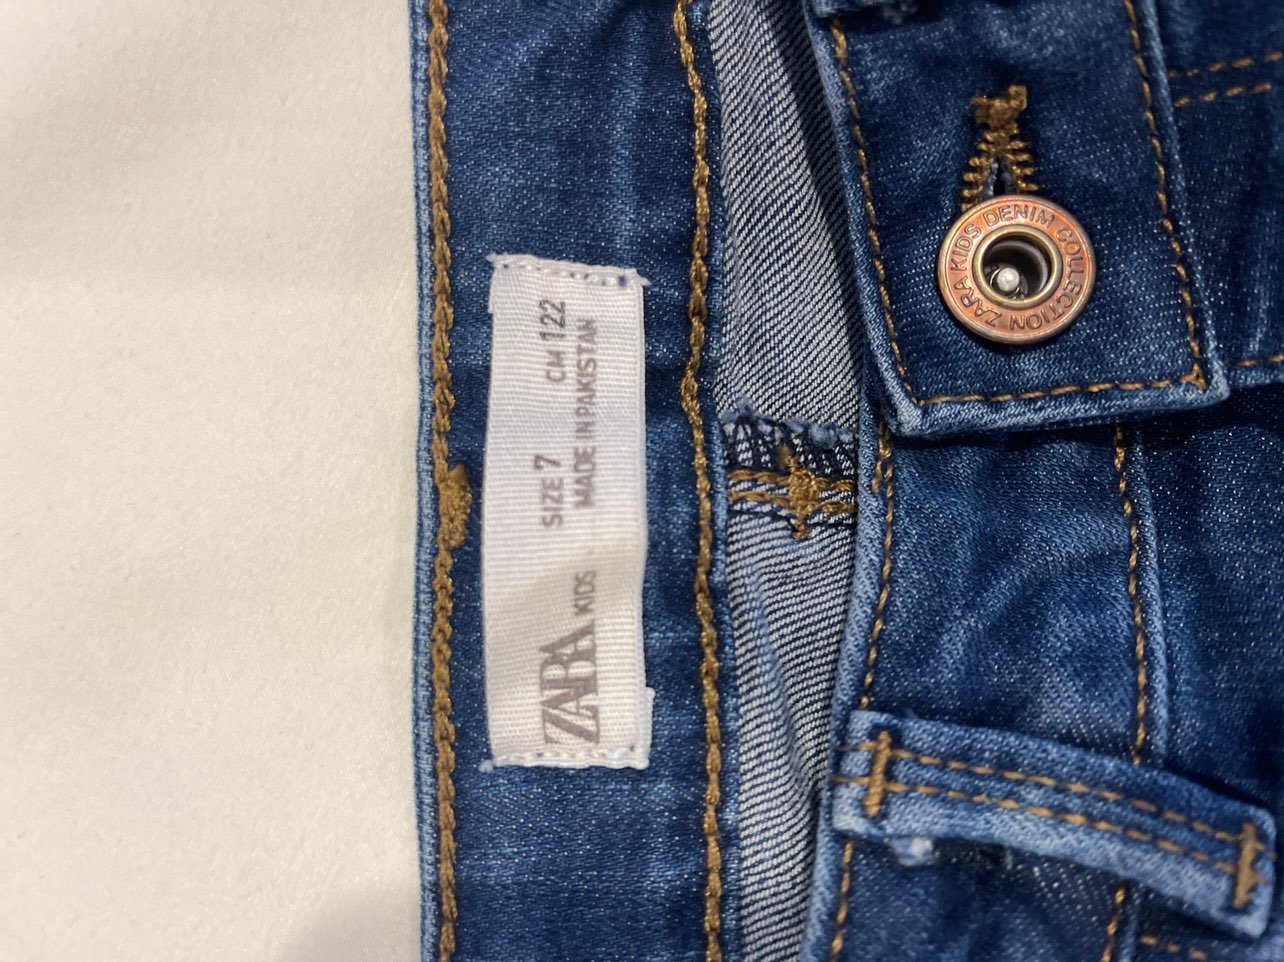 ZARA KIDS SIZE 7 CM 122
MADE IN PAKISTAN
ZARA KIDS DENIM COLLECTION